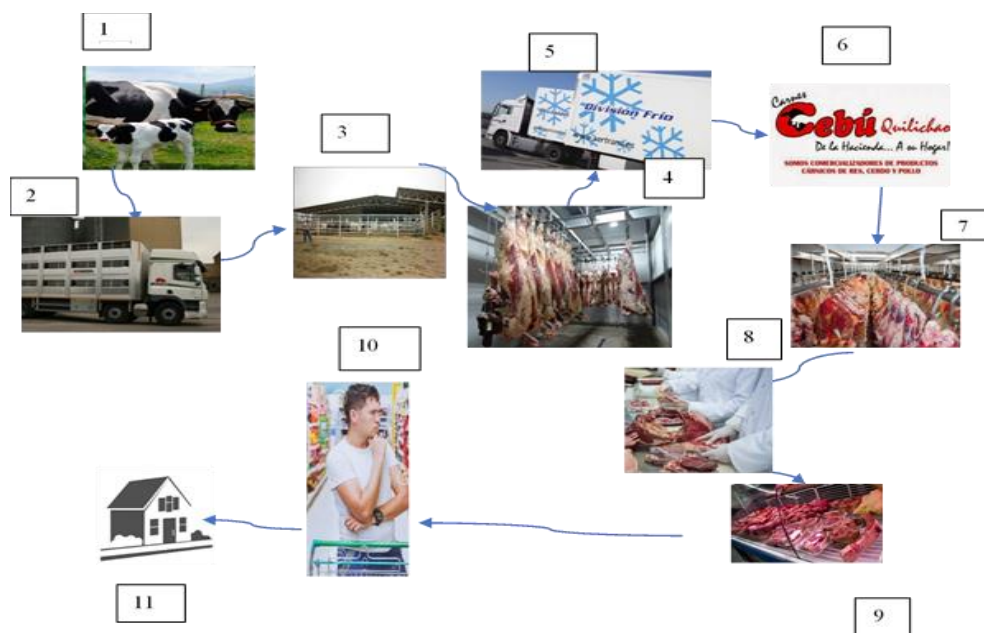 1
2
3
4
5
División Frío
6
Carnes
Cebú Quilichao
De la Hacienda... A su Hogar!
SOMOS COMERCIALIZADORES DE PRODUCTOS
CÁRNICOS DE RES, CERDO Y POLLO
7
8
9
10
11